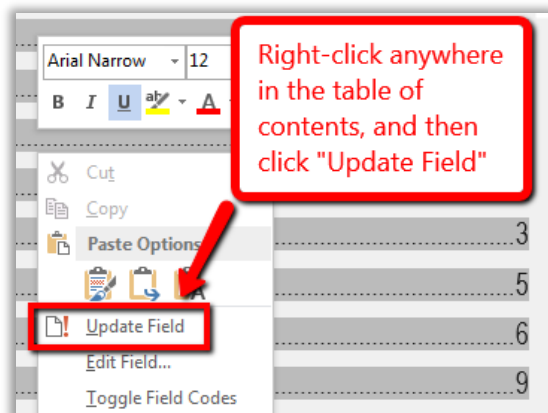 Arial Narrow 12
B I U ab A
Right-click anywhere
in the table of
contents, and then
click "Update Field"
Cut
Copy
Paste Options
A
3
5
Update Field
6
Edit Field...
9
Toggle Field Codes